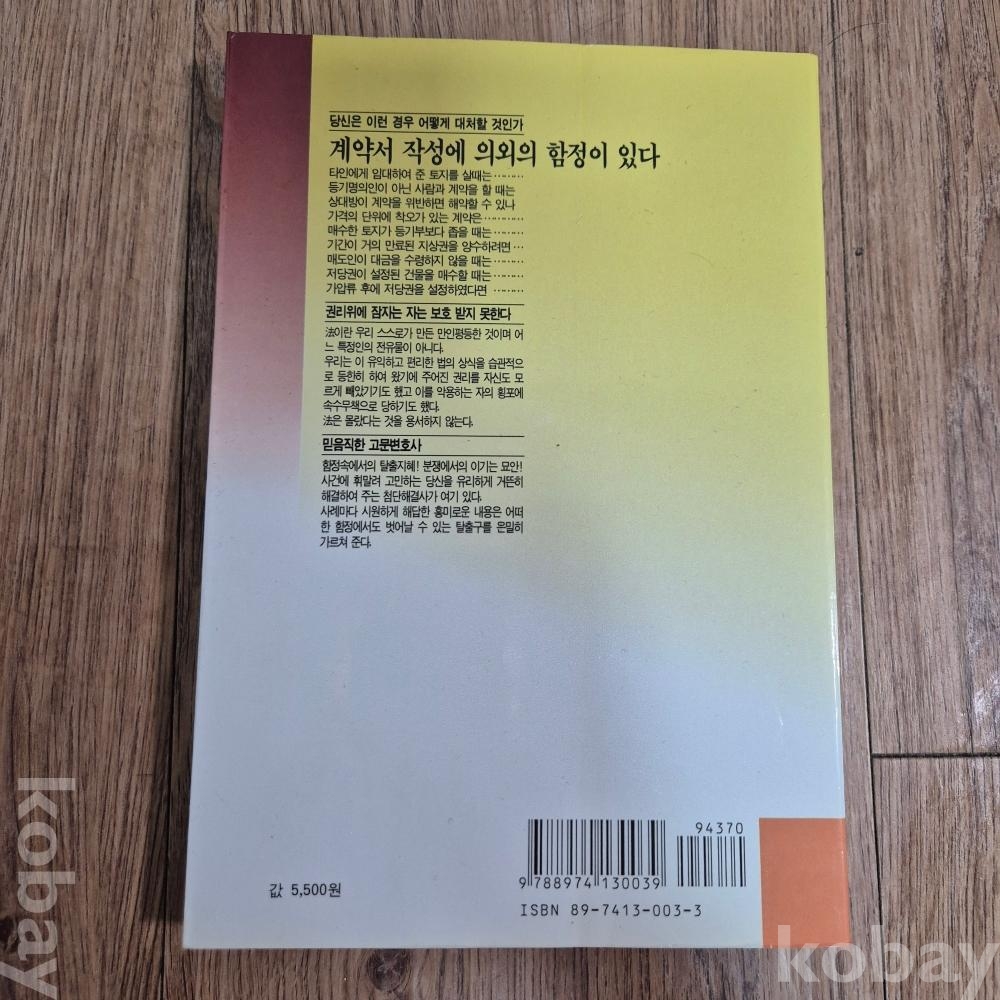 당신은 이런 경우 어떻게 대처할 것인가
계약서 작성에 의외의 함정이 있다
타인에게 임대하여 준 토지를 살때는………
등기명의인이 아닌 사람과 계약을 할 때는
상대방이 계약을 위반하면 해약할 수 있나
가격의 단위에 착오가 있는 계약은…………
매수한 토지가 등기부보다 좁을 때는………
기간이 거의 만료된 지상권을 양수하려면…
매도인이 대금을 수령하지 않을 때는………
저당권이 설정된 건물을 매수할 때는………
가압류 후에 저당권을 설정하였다면 ………
권리위에 잠자는 자는 보호 받지 못한다
法이란 우리 스스로가 만든 만인평등한 것이며 어
느 특정인의 전유물이 아니다.
우리는 이 유익하고 편리한 법의 상식을 습관적으
로 등한히 하여 왔기에 주어진 권리를 자신도 모
르게 빼았기기도 했고 이를 악용하는 자의 횡포에
속수무책으로 당하기도 했다.
法은 몰랐다는 것을 용서하지 않는다.
믿음직한 고문변호사
함정속에서의 탈출지혜! 분쟁에서의 이기는 묘안!
사건에 휘말려 고민하는 당신을 유리하게 거뜬히
해결하여 주는 첨단해결사가 여기 있다.
사례마다 시원하게 해답한 흥미로운 내용은 어떠
한 함정에서도 벗어날 수 있는 탈출구를 은밀히
가르쳐 준다.
값 5,500원
94370
9 788974 130039
ISBN 89-7413-003-3
kobay
kobay